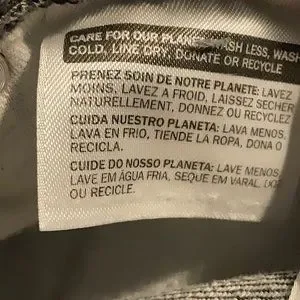 CARE FOR OUR PLANET: WASH LESS, WASH
COLD, LINE DRY, DONATE OR RECYCLE
PRENEZ SOIN DE NOTRE PLANETE: LAVEZ
MOINS, LAVEZ A FROID, LAISSEZ SECHER
NATURELLEMENT, DONNEZ OU RECYCLEZ
CUIDA NUESTRO PLANETA: LAVA MENOS,
LAVA EN FRIO, TIENDE LA ROPA, DONA O
RECICLA.
CUIDE DO NOSSO PLANETA: LAVE MENOS,
LAVE EM ÁGUA FRIA, SEQUE EM VARAL,
OU RECICLE.